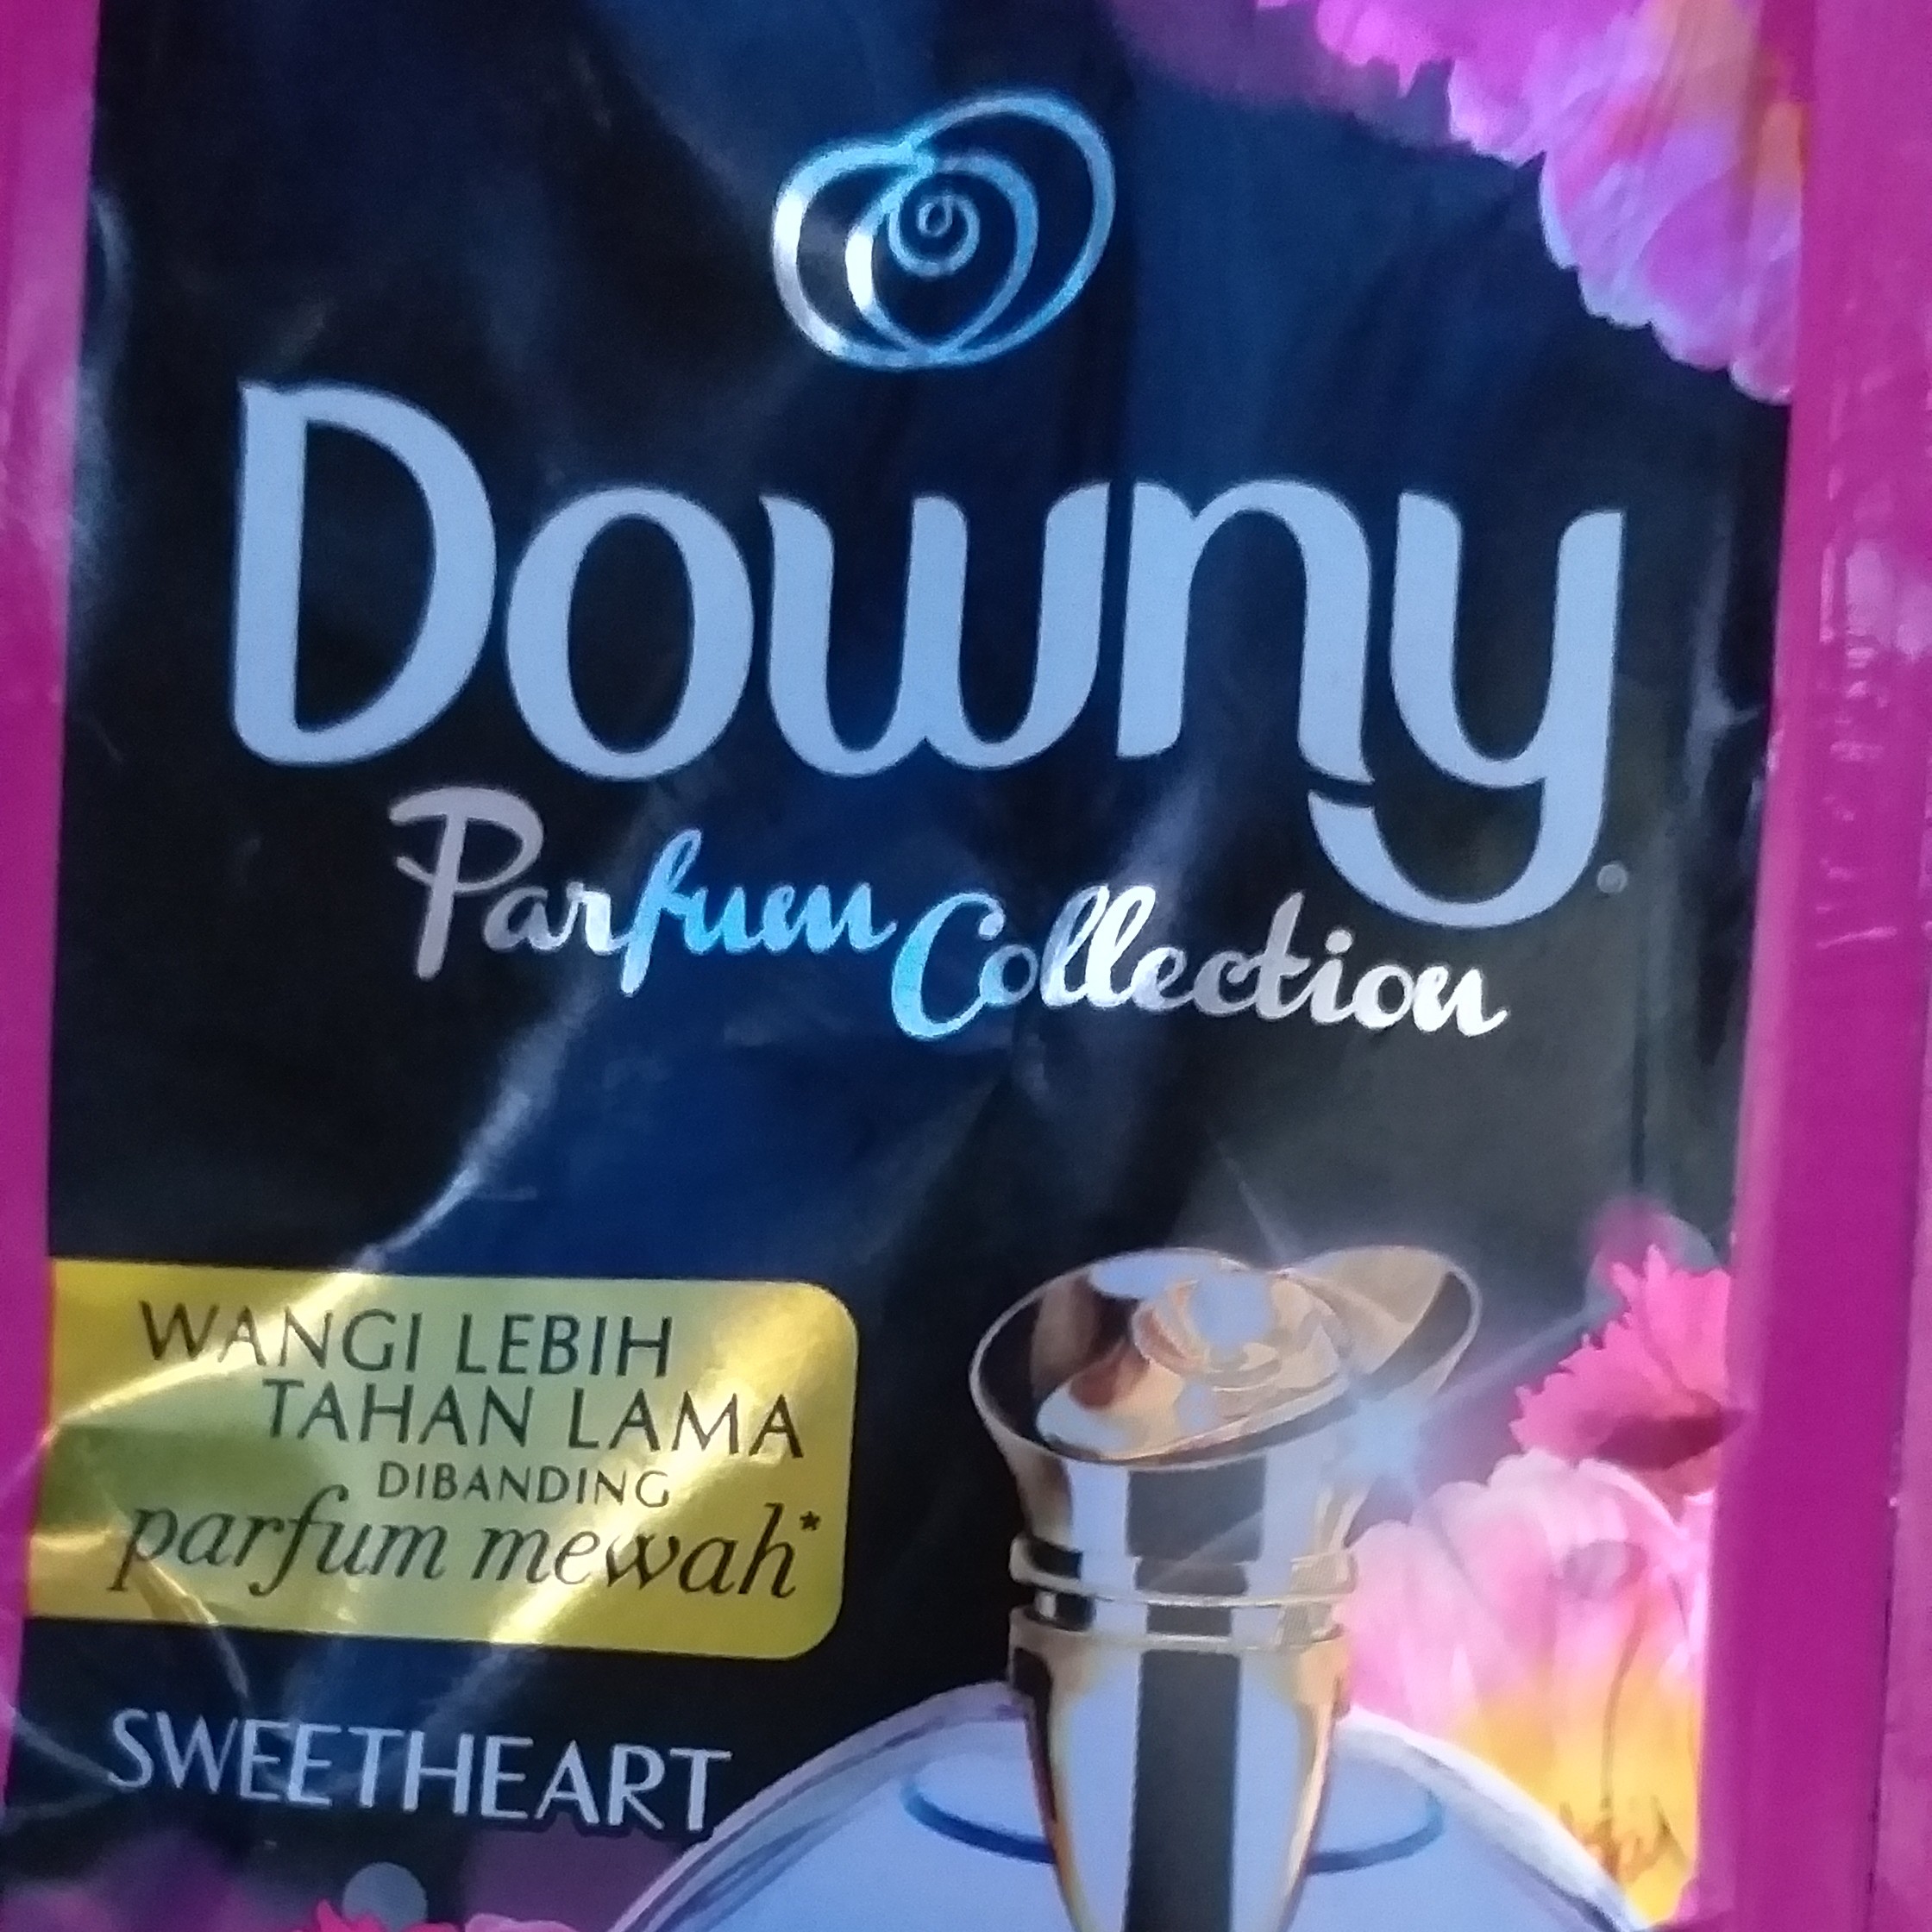 Downy
Parfum Collection
WANGI LEBIH
TAHAN LAMA
DIBANDING
parfum mewah*
SWEETHEART